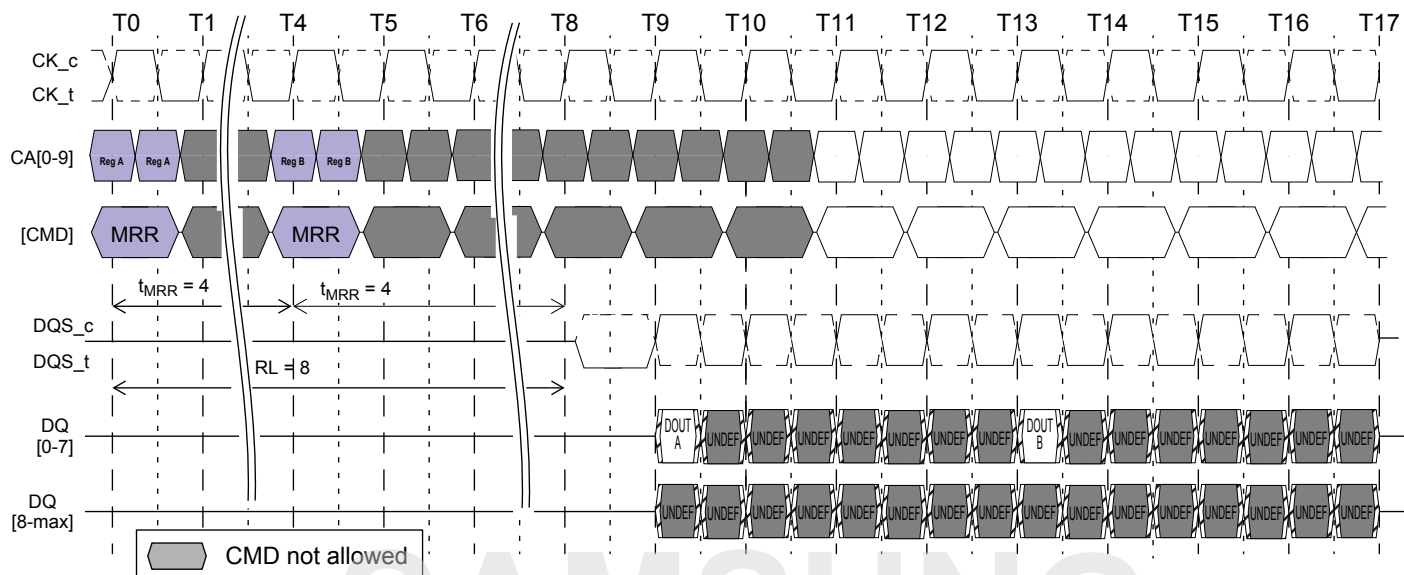 T0 T1 T4 T5 T6 T8 T9 T10 T11 T12 T13 T14 T15 T16 T17
CK_c
CK_t
CA[0-9] Reg A Reg A Reg B Reg B
[CMD] MRR MRR
tMRR = 4 tMRR = 4
DQS_c
DQS_t
RL = 8
DQ
[0-7]
DOUT
A
UNDEF UNDEF UNDEF UNDEF UNDEF UNDEF UNDEF
DOUT
B
UNDEF UNDEF UNDEF UNDEF UNDEF UNDEF UNDEF
DQ
[8-max]
UNDEF UNDEF UNDEF UNDEF UNDEF UNDEF UNDEF UNDEF UNDEF UNDEF UNDEF UNDEF UNDEF UNDEF UNDEF UNDEF
CMD not allowed
SAMSUNG